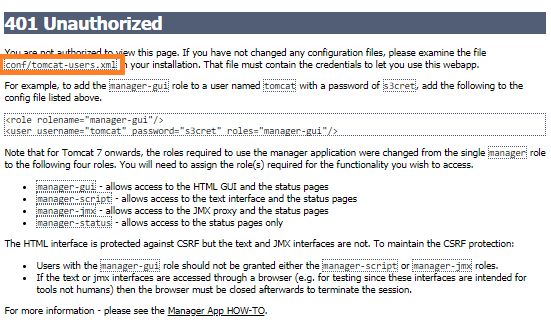 401 Unauthorized
You are not authorized to view this page. If you have not changed any configuration files, please examine the file
conf/tomcat-users.xml in your installation. That file must contain the credentials to let you use this webapp.
For example, to add the manager-gui role to a user named tomcat with a password of s3cret, add the following to the
config file listed above.
<role rolename="manager-gui"/>
<user username="tomcat" password="s3cret" roles="manager-gui"/>
Note that for Tomcat 7 onwards, the roles required to use the manager application were changed from the single manager role
to the following four roles. You will need to assign the role(s) required for the functionality you wish to access.
• manager-gui - allows access to the HTML GUI and the status pages
• manager-script - allows access to the text interface and the status pages
• manager-jmx - allows access to the JMX proxy and the status pages
• manager-status - allows access to the status pages only
The HTML interface is protected against CSRF but the text and JMX interfaces are not. To maintain the CSRF protection:
• Users with the manager-gui role should not be granted either the manager-script or manager-jmx roles.
• If the text or jmx interfaces are accessed through a browser (e.g. for testing since these interfaces are intended for
tools not humans) then the browser must be closed afterwards to terminate the session.
For more information - please see the Manager App HOW-TO.